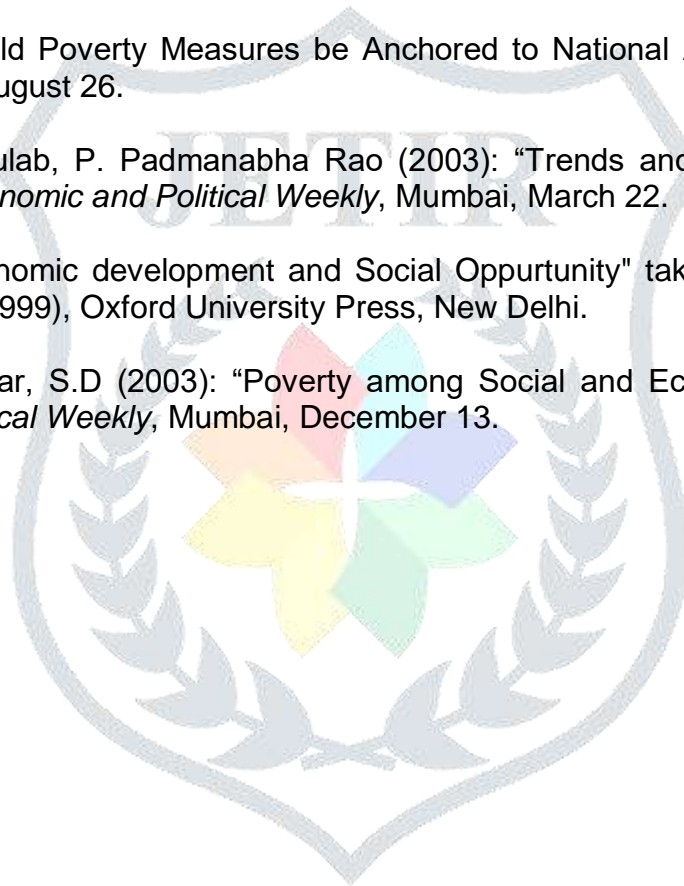 ld Poverty Measures be Anchored to National
ugust 26.
ulab, P. Padmanabha Rao (2003): “Trends and
nomic and Political Weekly, Mumbai, March 22.
nomic development and Social Oppurtunity" tak
999), Oxford University Press, New Delhi.
ar, S.D (2003): “Poverty among Social and Ec
cal Weekly, Mumbai, December 13.
JETIR